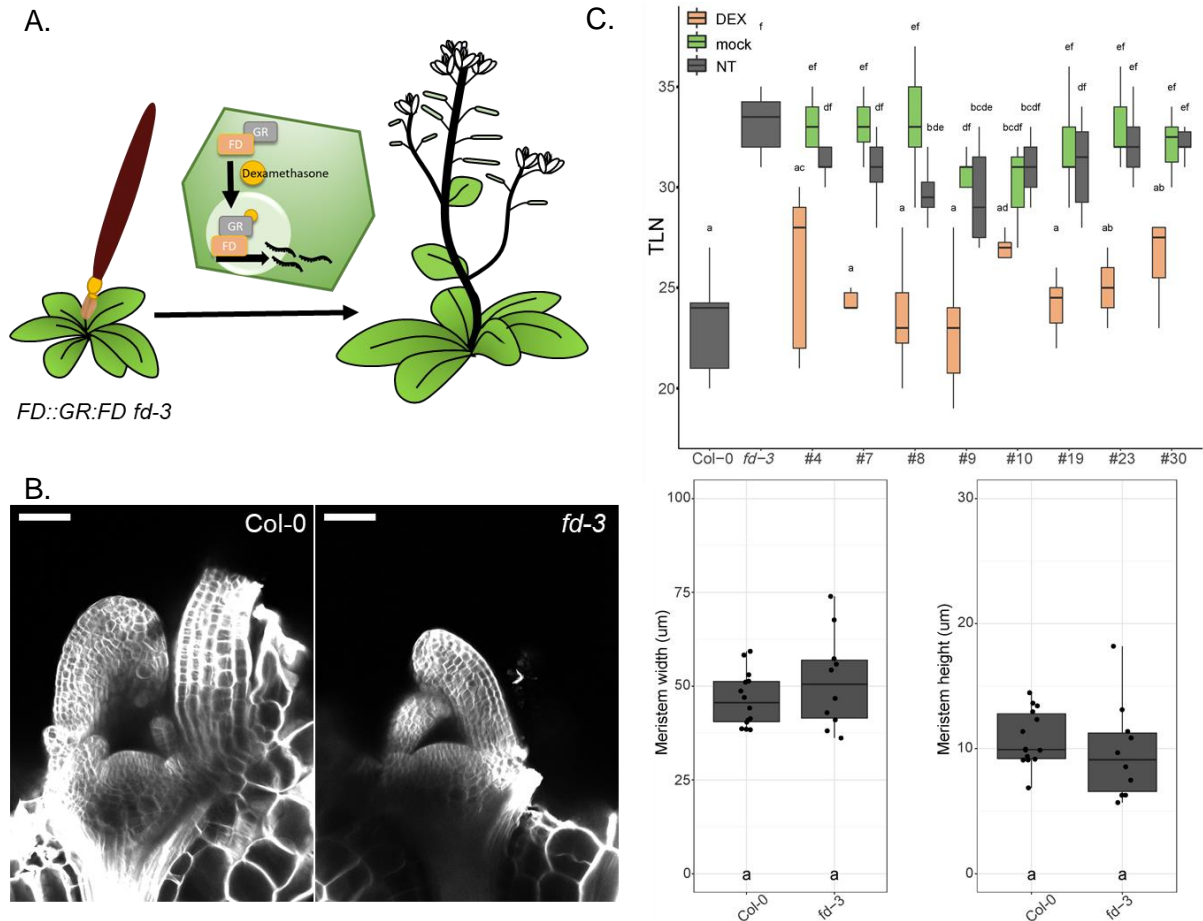 A.
GR
FD
Dexamethasone
GR
FD
FD::GR:FD fd-3
B.
Col-0
fd-3
C.
DEX
mock
NT
TLN
35
30
25
20
a
f
ac
ef
df
a
ef
df
a
ef
bde
a
df
bcde
ad
bcdf
bcdf
a
ef
df
ab
ef
ef
ab
ef
ef
Col-0
fd-3
#4
#7
#8
#9
#10
#19
#23
#30
Meristem width (um)
100
75
50
25
0
a
a
Col-0
fd-3
Meristem height (um)
30
20
10
0
a
a
Col-0
fd-3